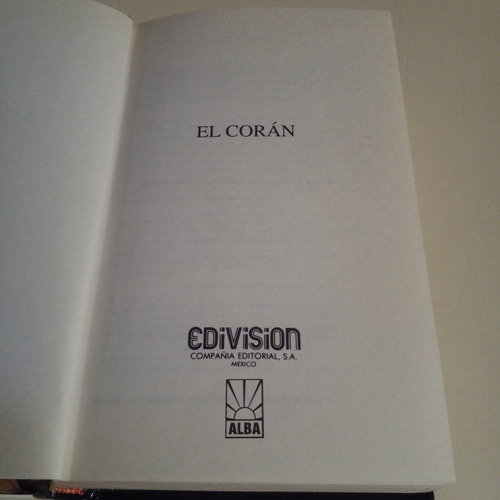 EL CORÁN
EDIVISION
COMPAÑIA EDITORIAL, S.A.
MEXICO
ALBA